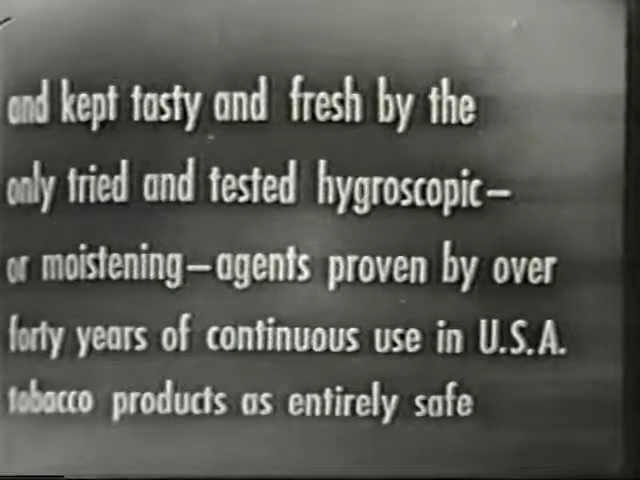 and kept tasty and fresh by the
only tried and tested hygroscopic—
or moistening—agents proven by over
forty years of continuous use in U.S.A.
tobacco products as entirely safe